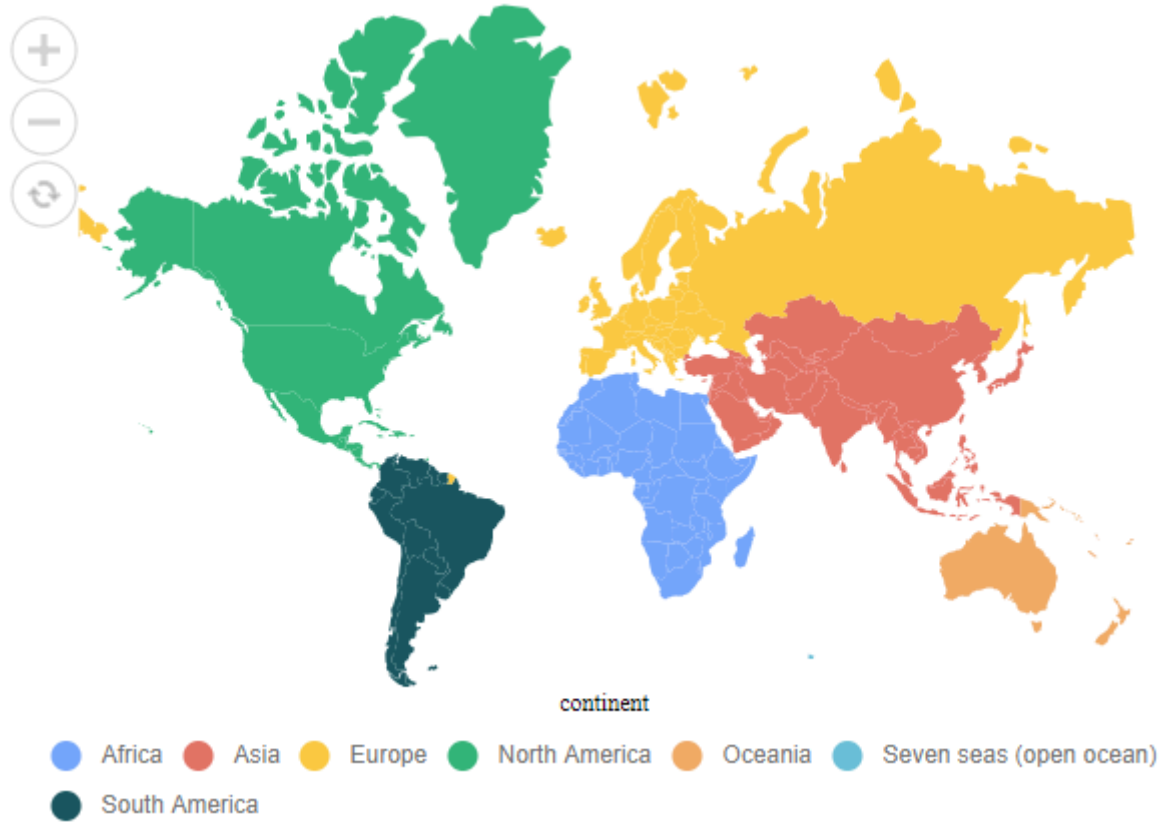 continent
Africa Asia Europe North America Oceania Seven seas (open ocean)
South America